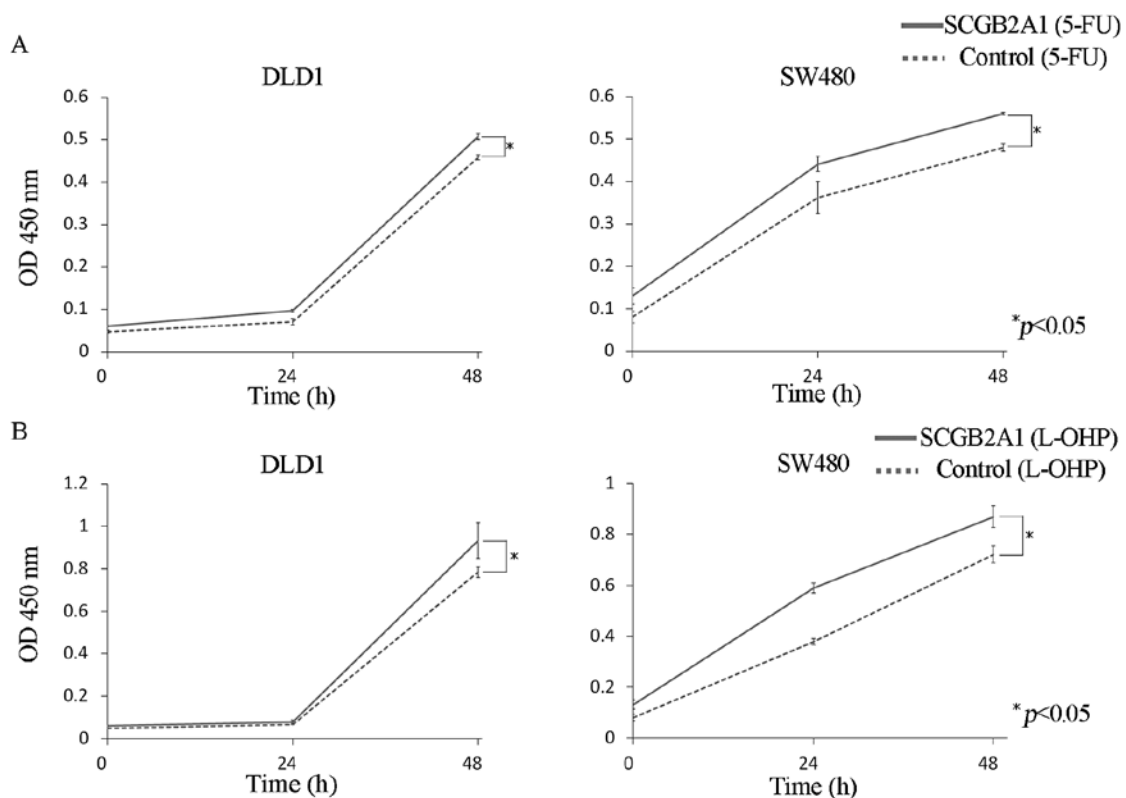 A
SCGB2A1 (5-FU)
Control (5-FU)
DLD1
SW480
0.6
0.5
0.4
0.3
0.2
0.1
0
OD 450 nm
*
0
24
48
Time (h)
0.6
0.5
0.4
0.3
0.2
0.1
0
*
*p<0.05
0
24
48
Time (h)
B
SCGB2A1 (L-OHP)
Control (L-OHP)
DLD1
SW480
1.2
1
0.8
0.6
0.4
0.2
0
OD 450 nm
*
0
24
48
Time (h)
1
0.8
0.6
0.4
0.2
0
*
*p<0.05
0
24
48
Time (h)